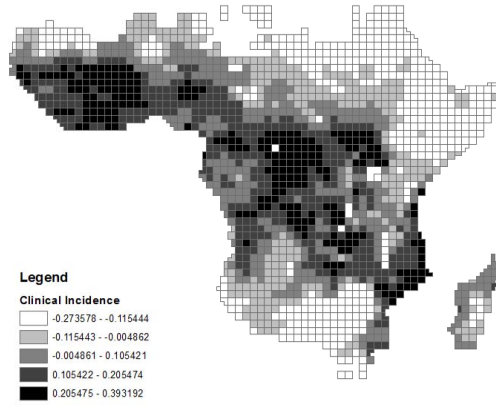 Legend
Clinical Incidence
-0.273578 - -0.115444
-0.115443 - -0.004862
-0.004861 - 0.105421
0.105422 - 0.205474
0.205475 - 0.393192